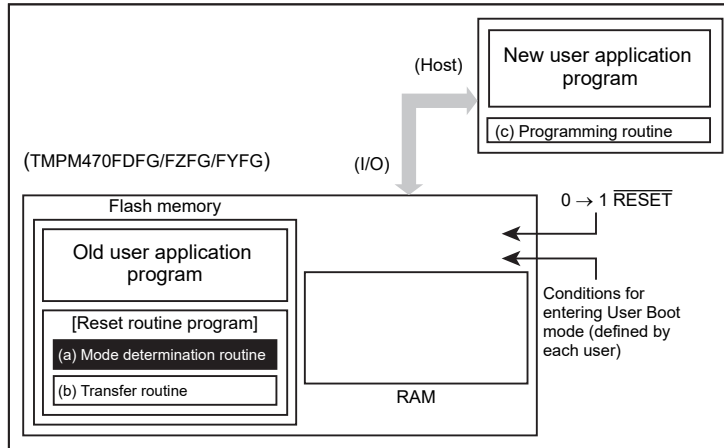 New user application
program
(Host)
(c) Programming routine
(TMPM470FDFG/FZFG/FYFG)
(I/O)
0 → 1 RESET
Flash memory
Old user application
program
[Reset routine program]
(a) Mode determination routine
(b) Transfer routine
RAM
Conditions for
entering User Boot
mode (defined by
each user)